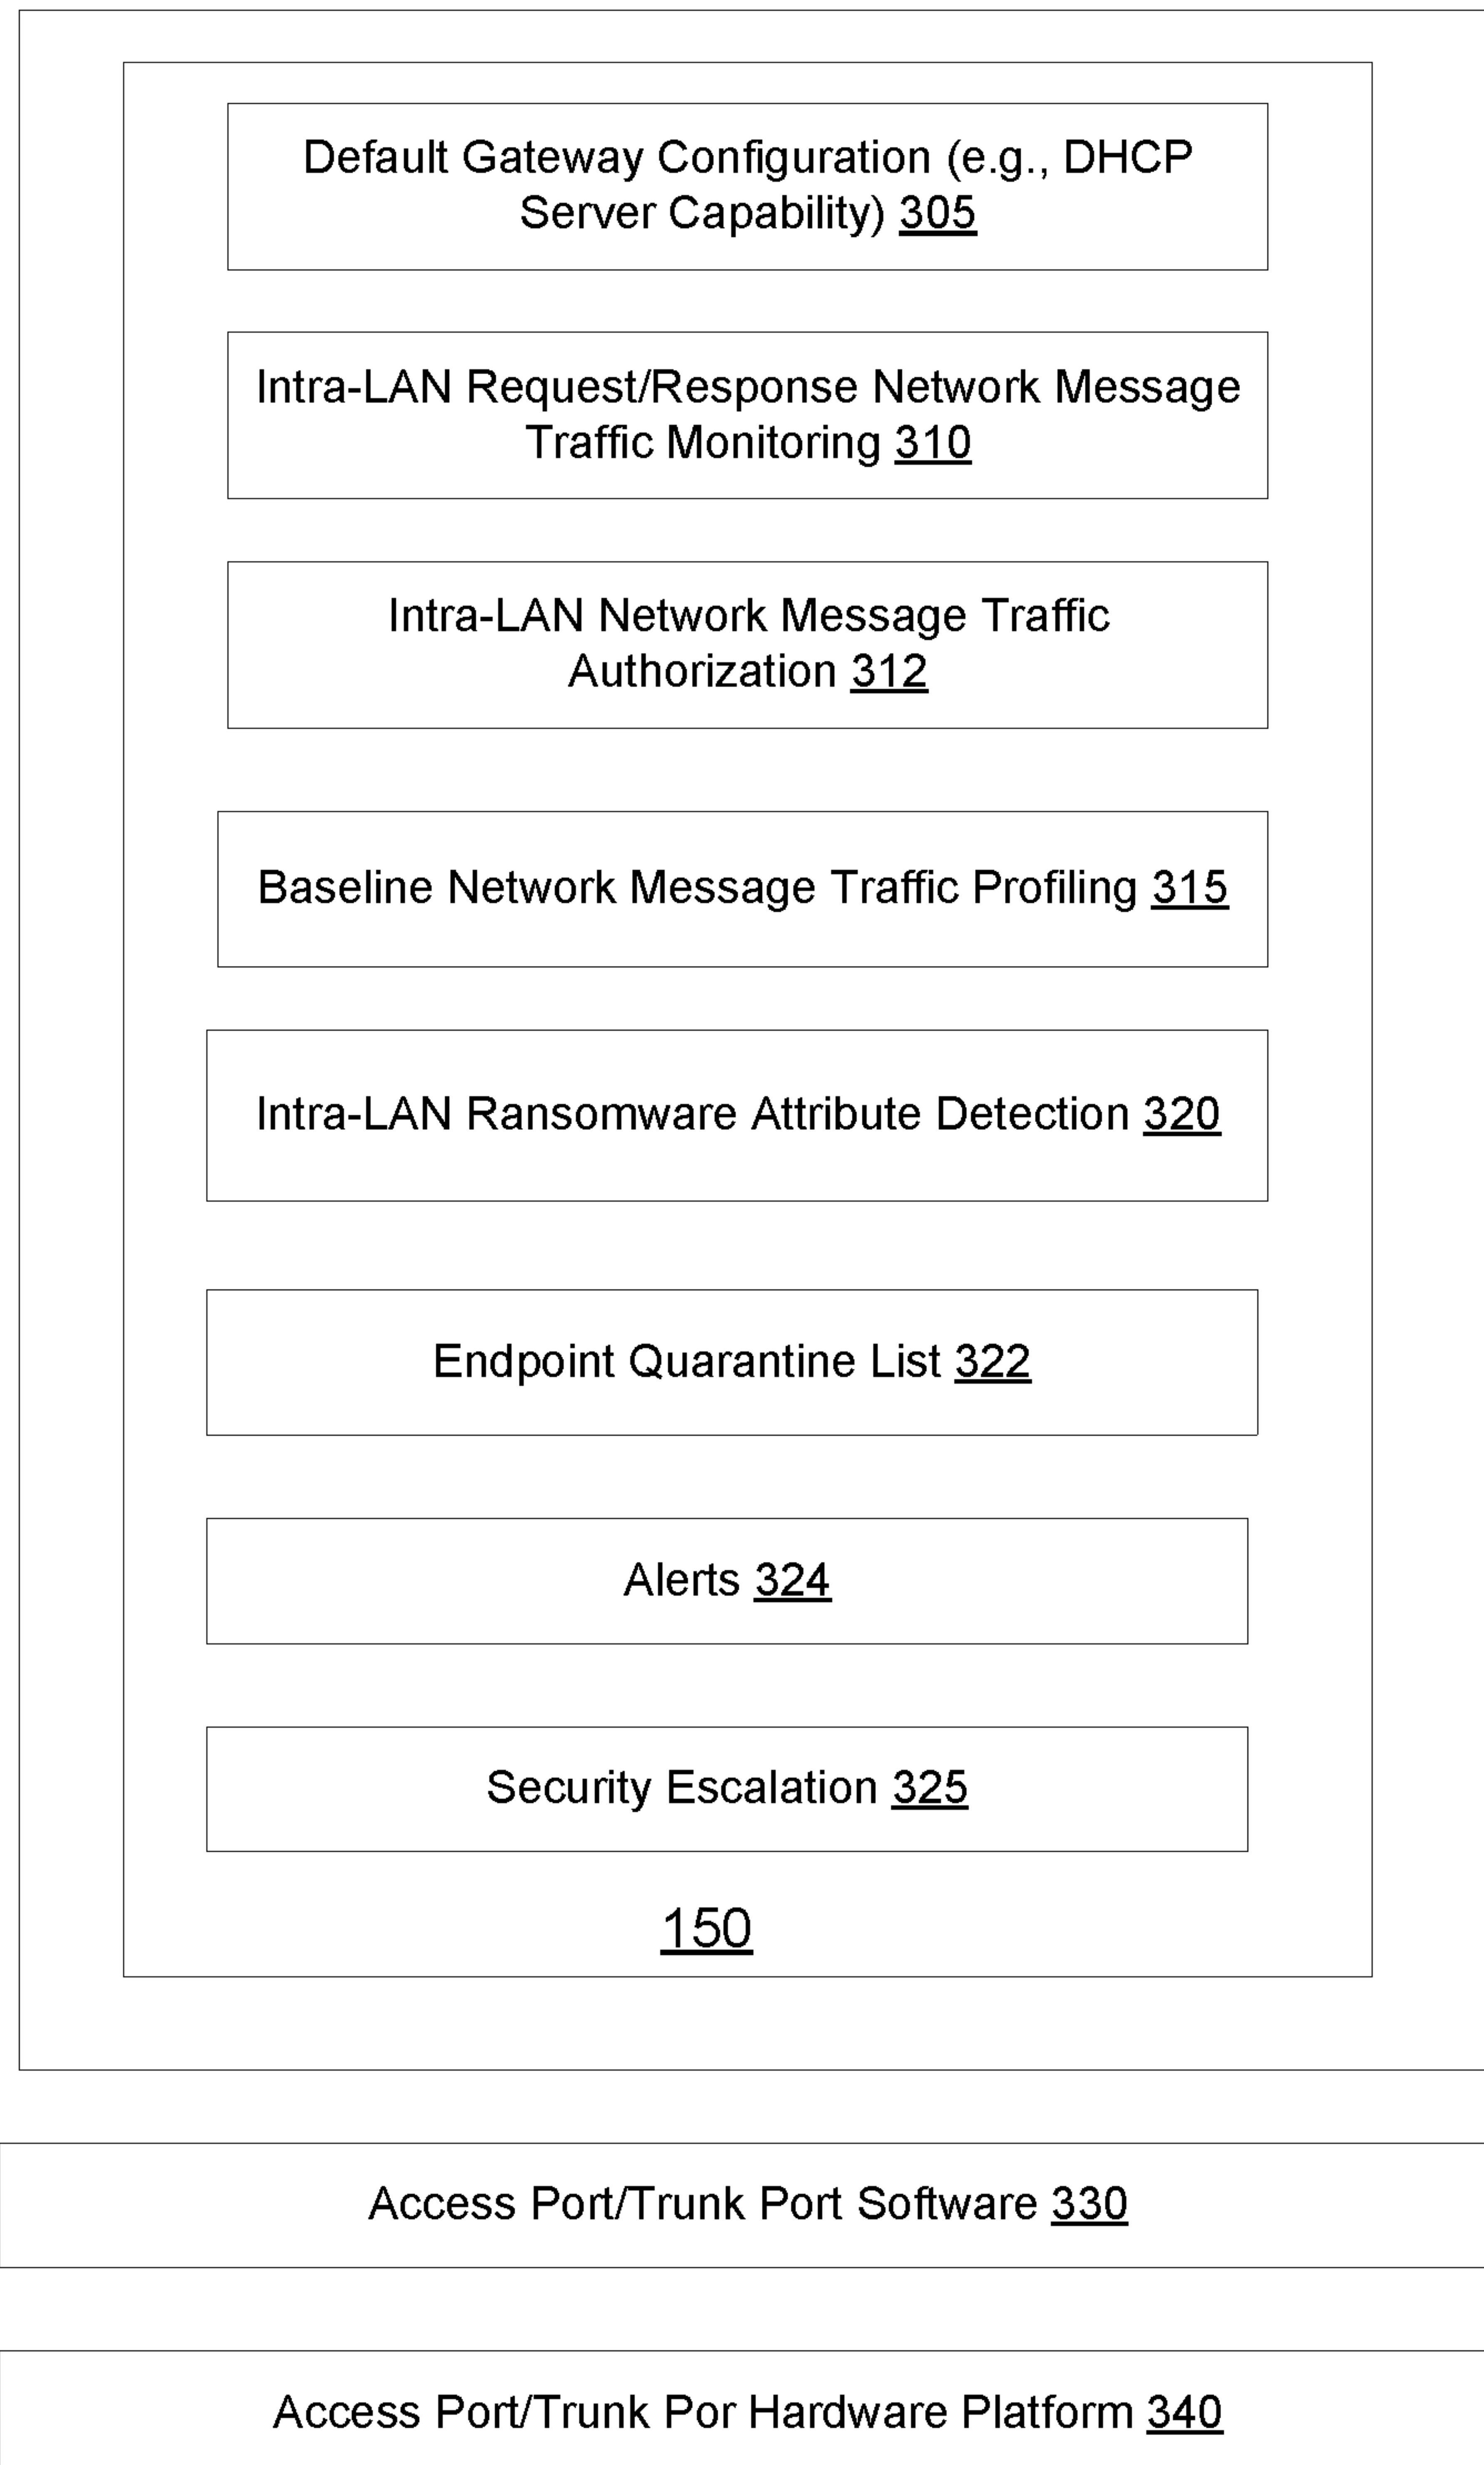 Default Gateway Configuration (e.g., DHCP
Server Capability) 305
Intra-LAN Request/Response Network Message
Traffic Monitoring 310
Intra-LAN Network Message Traffic
Authorization 312
Baseline Network Message Traffic Profiling 315
Intra-LAN Ransomware Attribute Detection 320
Endpoint Quarantine List 322
Alerts 324
Security Escalation 325
150
Access Port/Trunk Port Software 330
Access Port/Trunk Por Hardware Platform 340